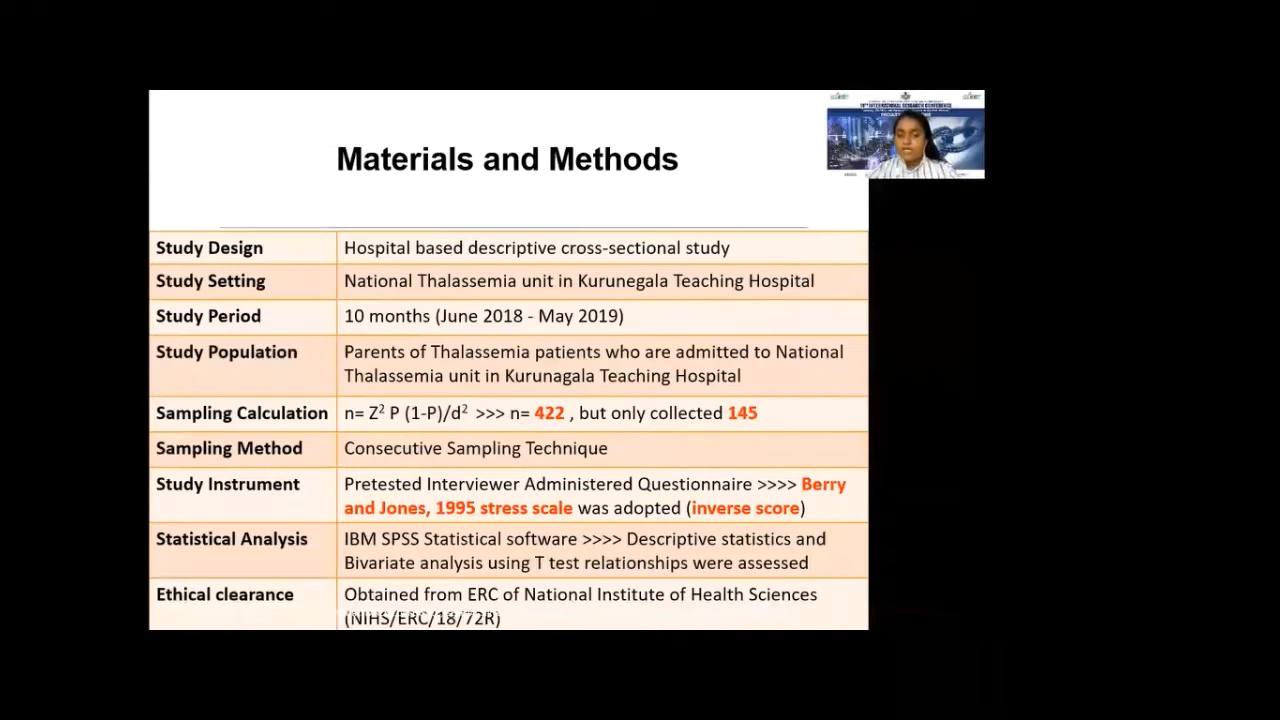 INTERNATIONAL RESEARCH CONFERENCE
Materials and Methods
Study Design Hospital based descriptive cross-sectional study
Study Setting National Thalassemia unit in Kurunegala Teaching Hospital
Study Period 10 months (June 2018 - May 2019)
Study Population Parents of Thalassemia patients who are admitted to National
Thalassemia unit in Kurunagala Teaching Hospital
Sampling Calculation n= Z² P (1-P)/d² >>> n= 422 , but only collected 145
Sampling Method Consecutive Sampling Technique
Study Instrument Pretested Interviewer Administered Questionnaire >>>> Berry
and Jones, 1995 stress scale was adopted (inverse score)
Statistical Analysis IBM SPSS Statistical software >>>> Descriptive statistics and
Bivariate analysis using T test relationships were assessed
Ethical clearance Obtained from ERC of National Institute of Health Sciences
(NIHS/ERC/18/72R)